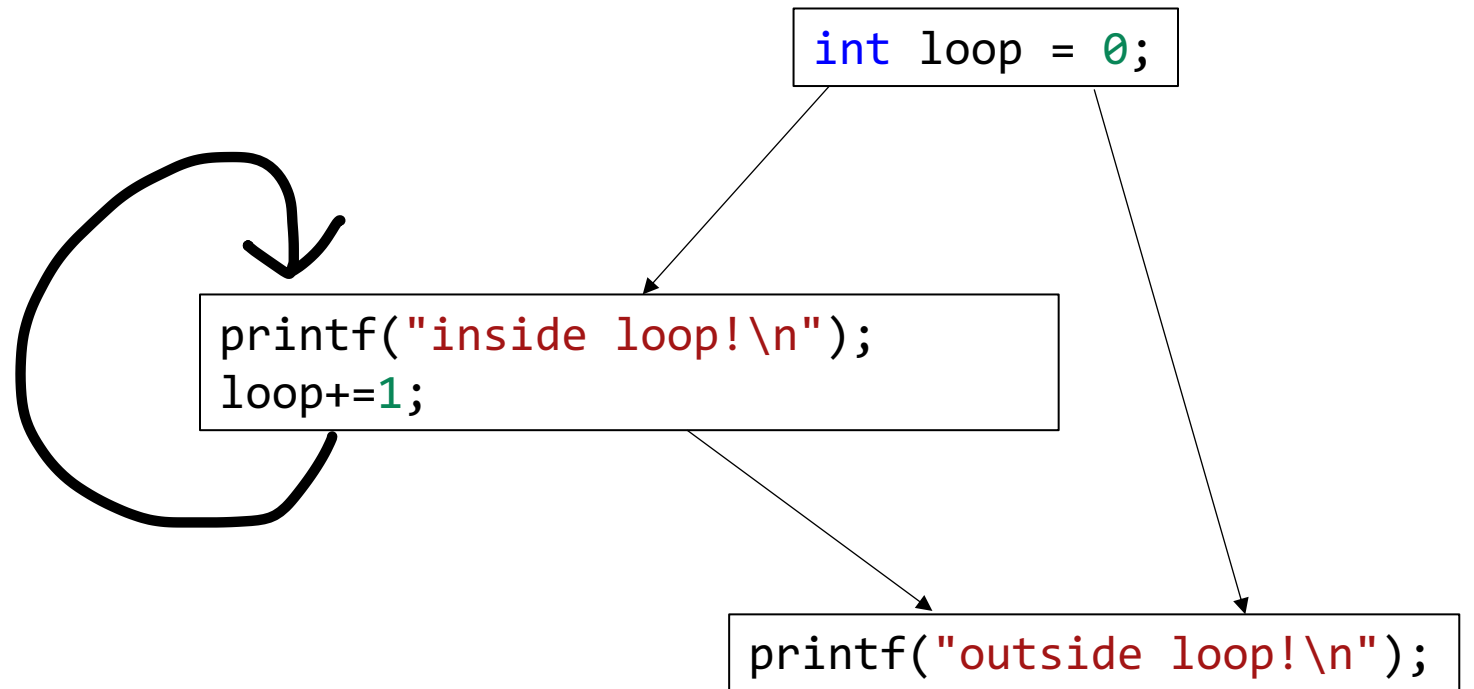 int loop = 0;
printf("inside loop!\n");
loop+=1;
printf("outside loop!\n");